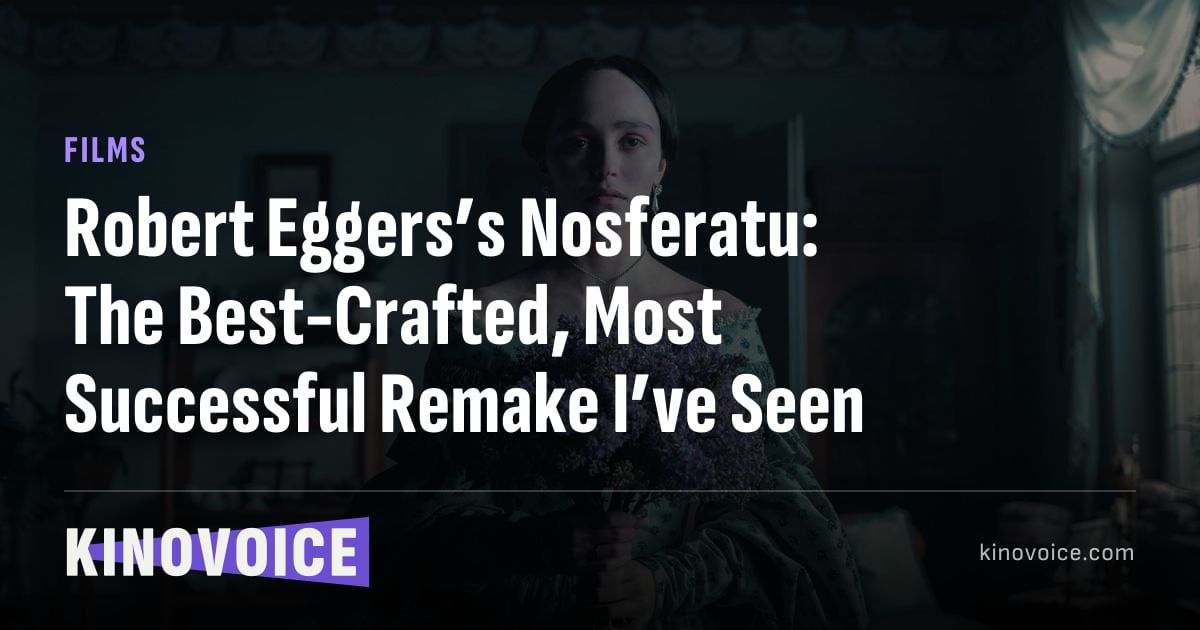 FILMS
Robert Eggers’s Nosferatu:
The Best-Crafted, Most
Successful Remake I’ve Seen
KINOVOICE
kinovoice.com